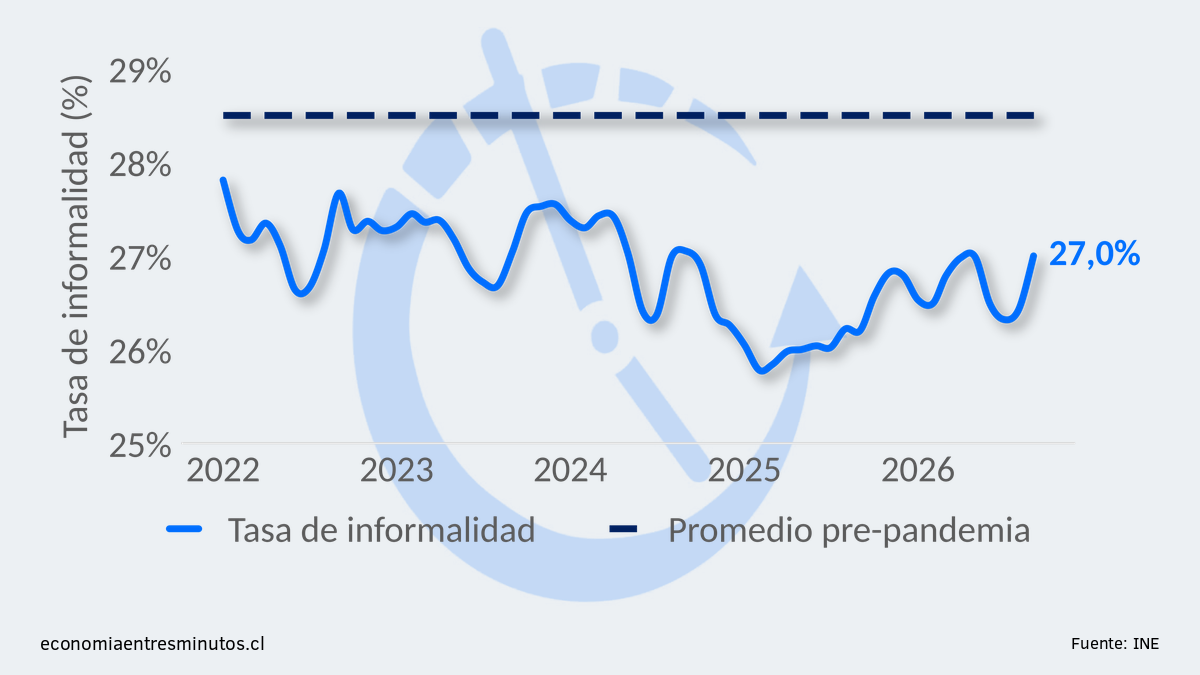 Tasa de informalidad (%)
29%
28%
27%
26%
25%
27,0%
2022 2023 2024 2025 2026
Tasa de informalidad Promedio pre-pandemia
economiaentresminutos.cl Fuente: INE